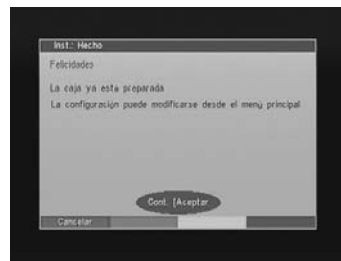 Inst.: Hecho
Felicidades
La caja ya esta preparada
La configuración puede modificarse desde el menú principal
Cont. [Aceptar
Cancelar